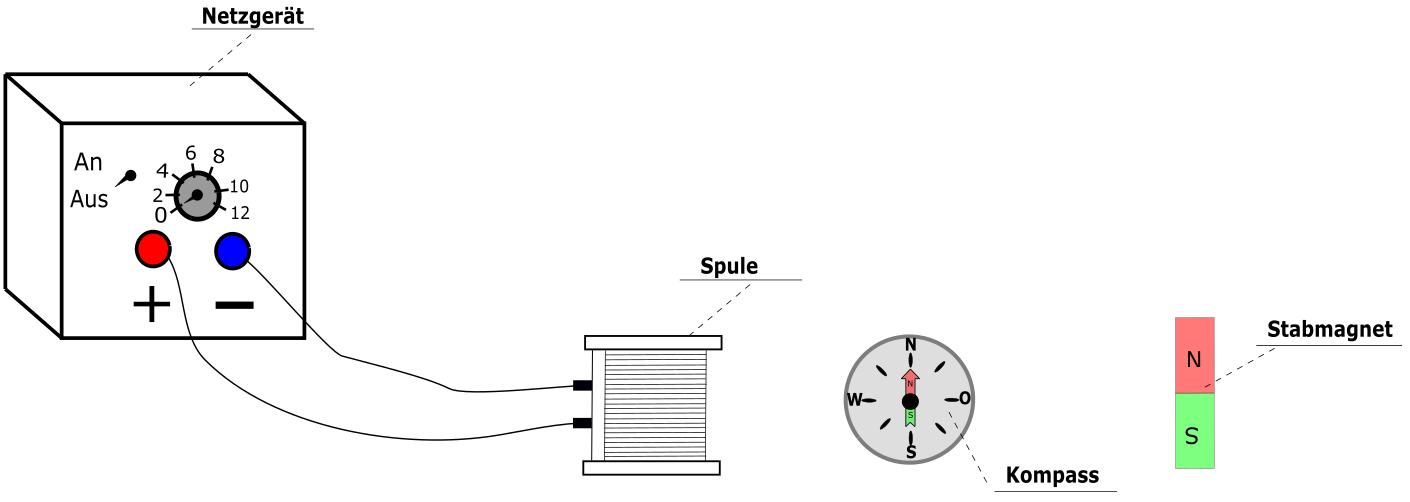 Netzgerät
An
Aus
0
2
4
6
8
10
12
+
−
Spule
N
W
O
S
N
S
Kompass
N
S
Stabmagnet